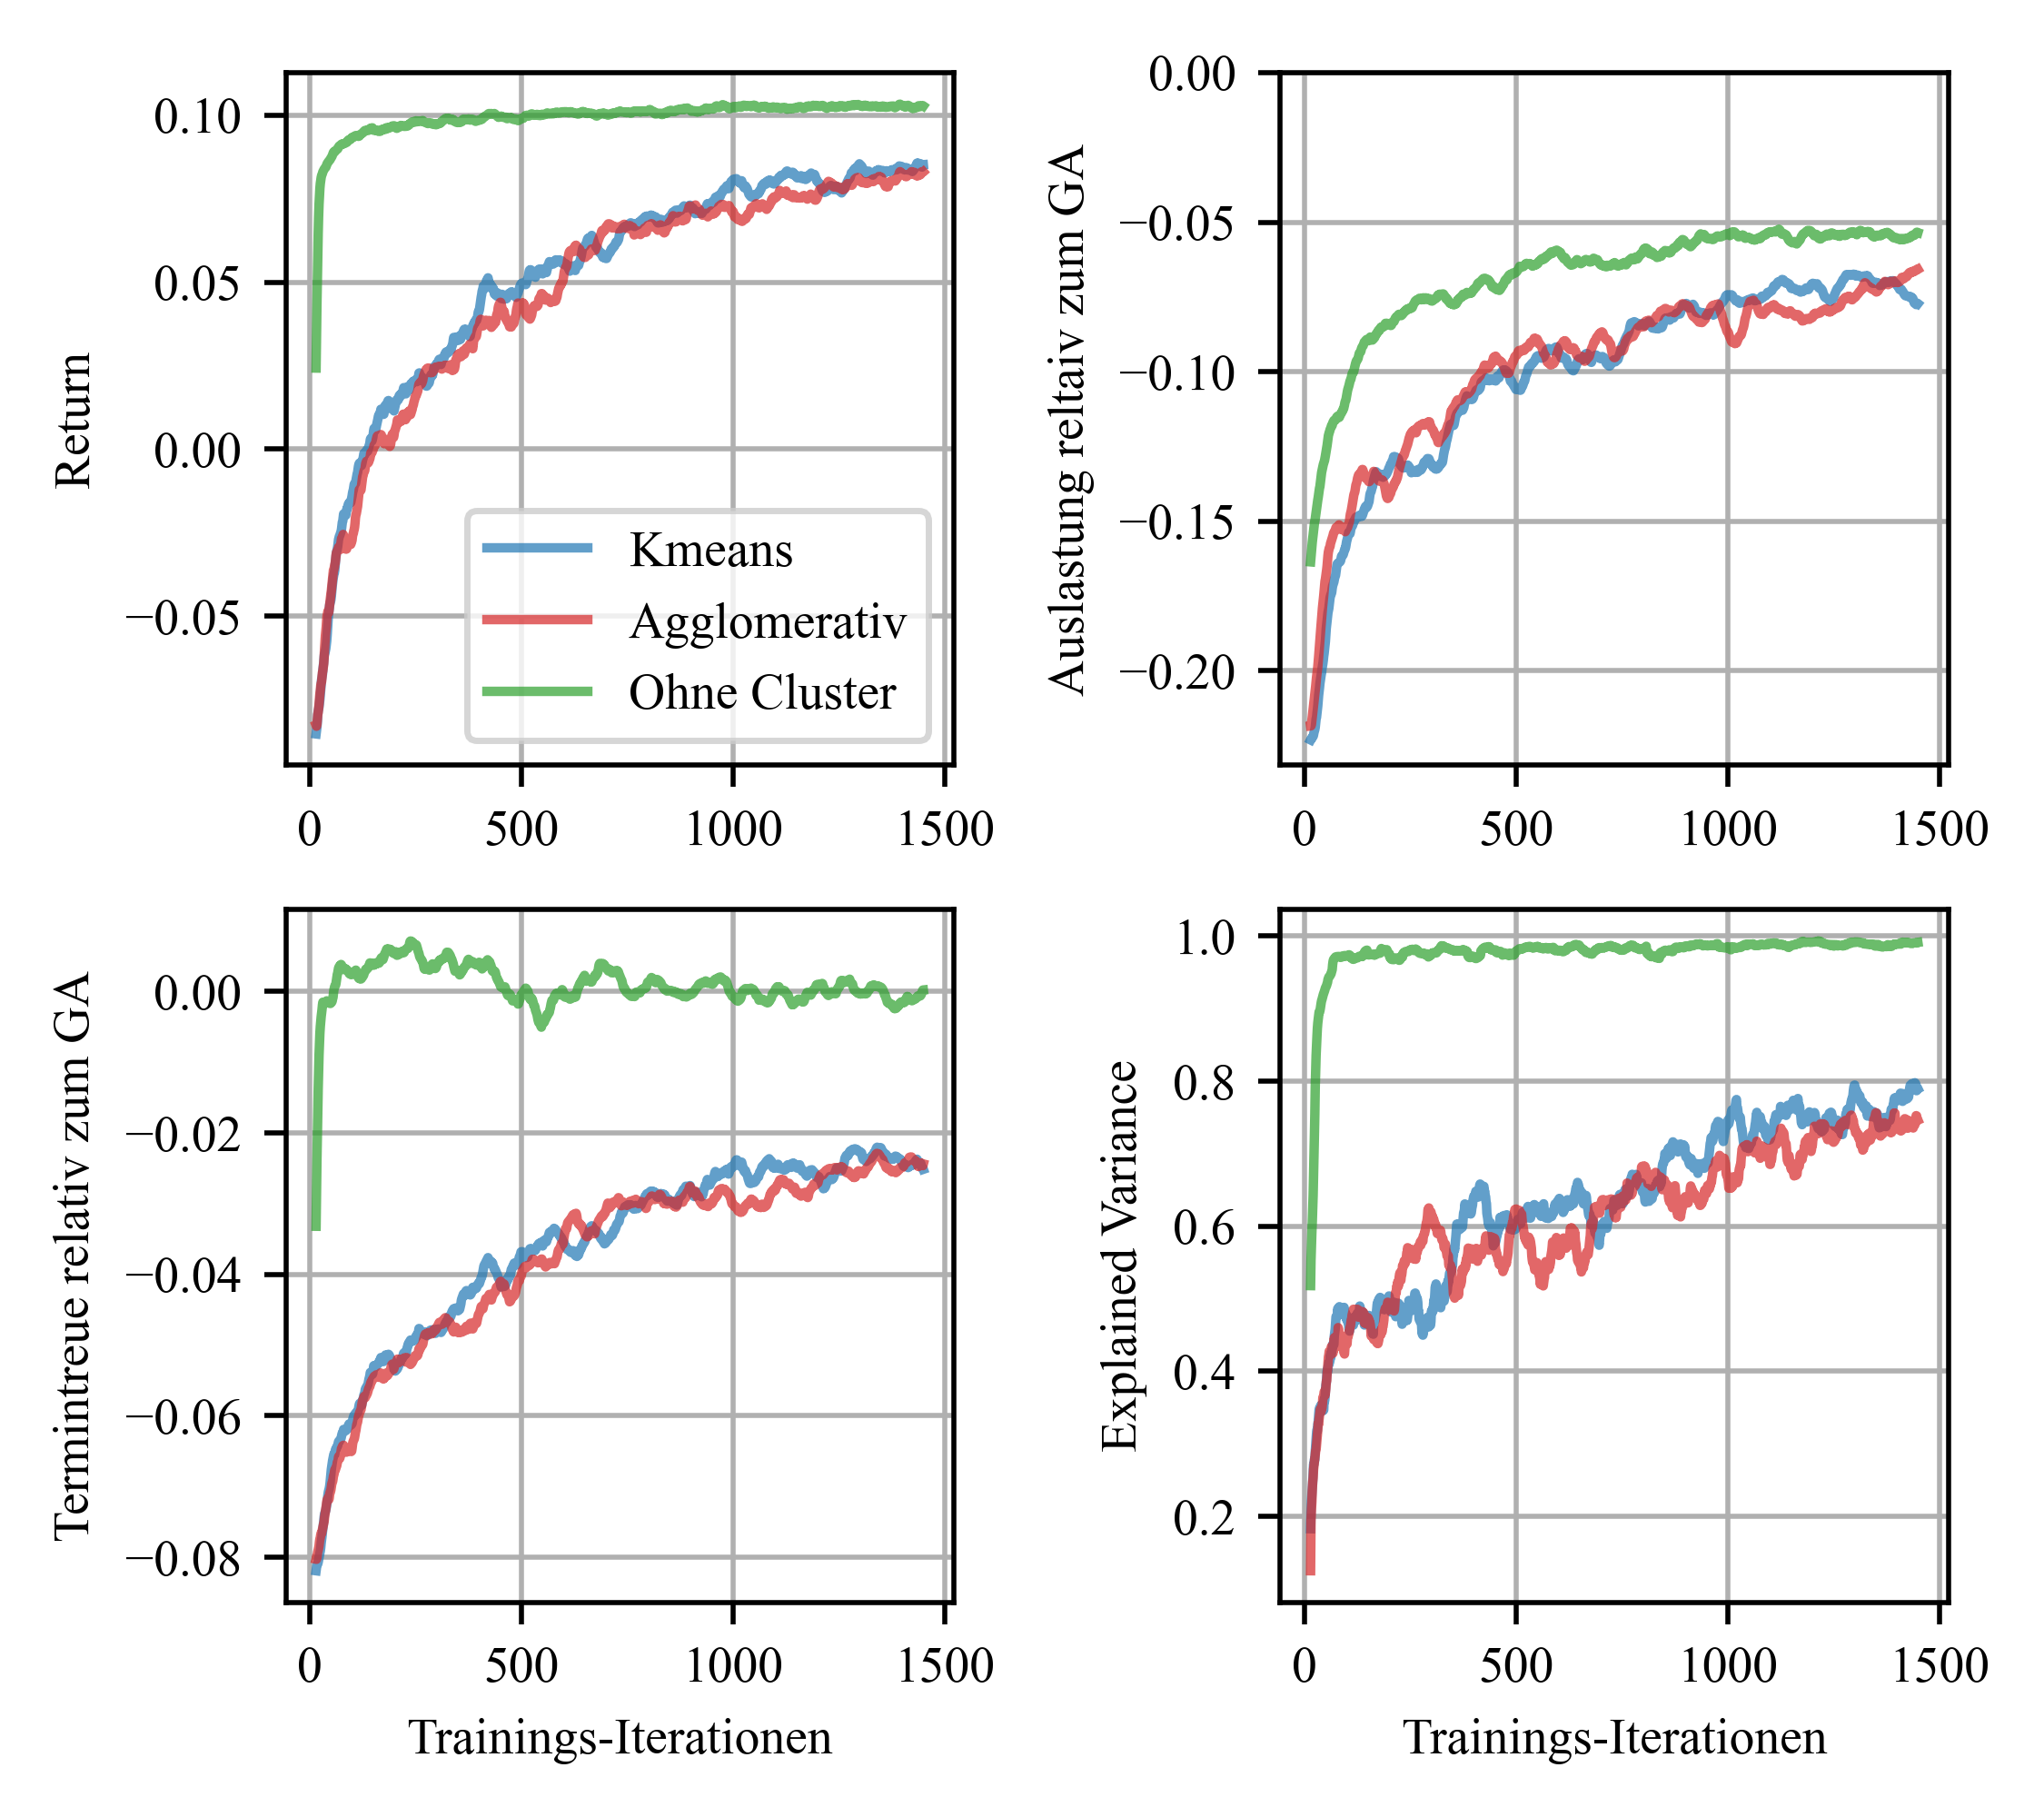 Return
0.10
0.05
0.00
−0.05
Kmeans
Agglomerativ
Ohne Cluster
0 500 1000 1500
Auslastung reltaiv zum GA
0.00
−0.05
−0.10
−0.15
−0.20
0 500 1000 1500
Termintreue relativ zum GA
0.00
−0.02
−0.04
−0.06
−0.08
0 500 1000 1500
Trainings-Iterationen
Explained Variance
1.0
0.8
0.6
0.4
0.2
0 500 1000 1500
Trainings-Iterationen